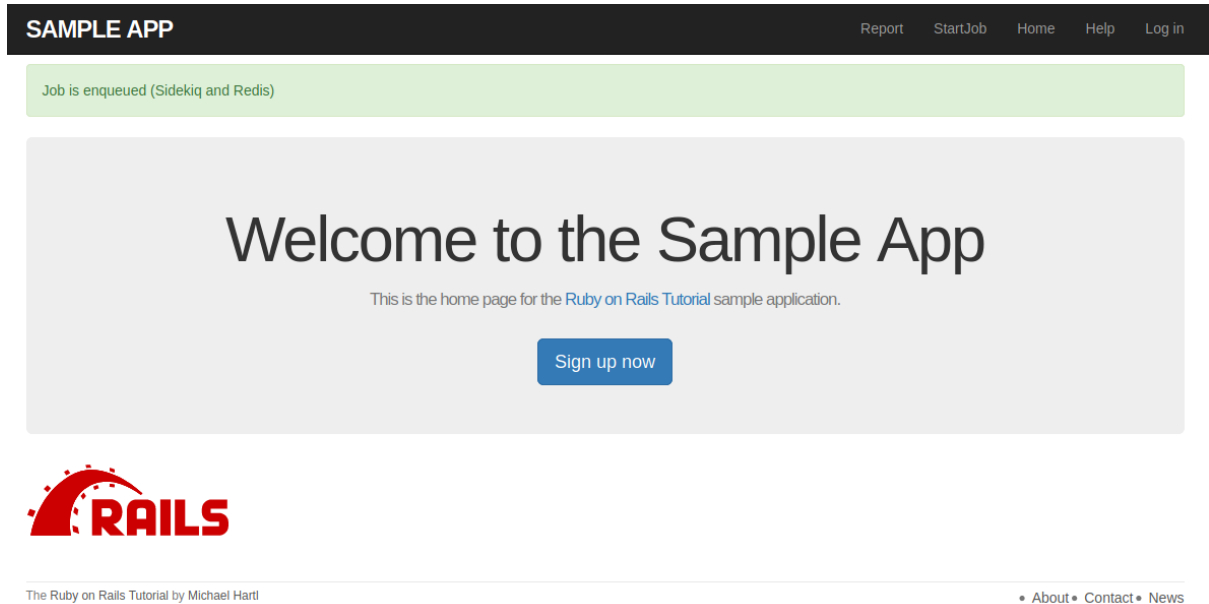 SAMPLE APP Report StartJob Home Help Log in
Job is enqueued (Sidekiq and Redis)
Welcome to the Sample App
This is the home page for the Ruby on Rails Tutorial sample application.
Sign up now
RAILS
The Ruby on Rails Tutorial by Michael Hartl • About • Contact • News